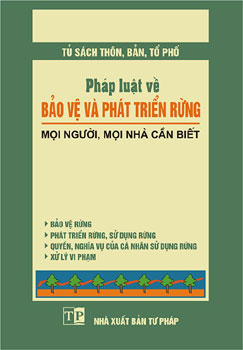 TỦ SÁCH THÔN, BẢN, TỔ PHỐ
Pháp luật về
BẢO VỆ VÀ PHÁT TRIỂN RỪNG
MỌI NGƯỜI, MỌI NHÀ CẦN BIẾT
BẢO VỆ RỪNG
PHÁT TRIỂN RỪNG, SỬ DỤNG RỪNG
QUYỀN, NGHĨA VỤ CỦA CÁ NHÂN SỬ DỤNG RỪNG
XỬ LÝ VI PHẠM
TP
NHÀ XUẤT BẢN TƯ PHÁP